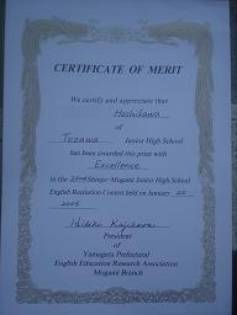 CERTIFICATE OF MERIT
We certify and appreciate that
Hoshikawa
of
Tozawa Junior High School
has been awarded this prize with
Excellence
in the Shinjo-Mogami Junior High School
English Recitation Contest held on January
2005
President
of
Yamagata Prefectural
English Education Research Association
Mogami Branch